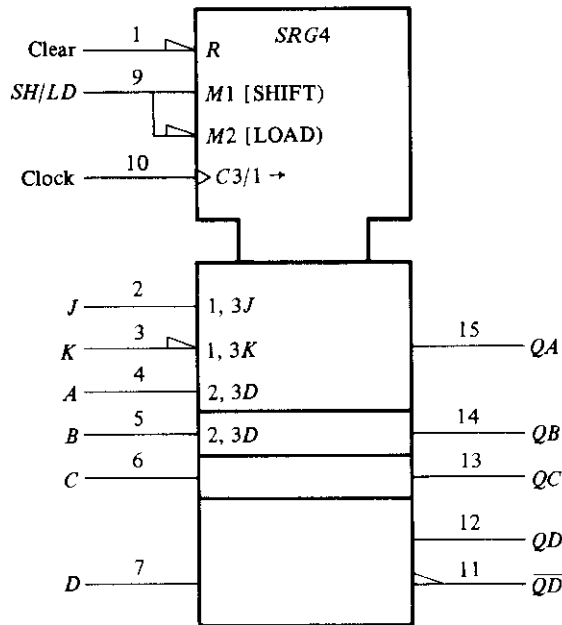 SRG4
Clear 1 R
SH/LD 9 M1 [SHIFT)
M2 [LOAD)
Clock 10 C3/1 →
J 2 1, 3J
K 3 1, 3K 15 QA
A 4 2, 3D
B 5 2, 3D 14 QB
C 6 13 QC
12 QD
D 7 11 \overline{QD}